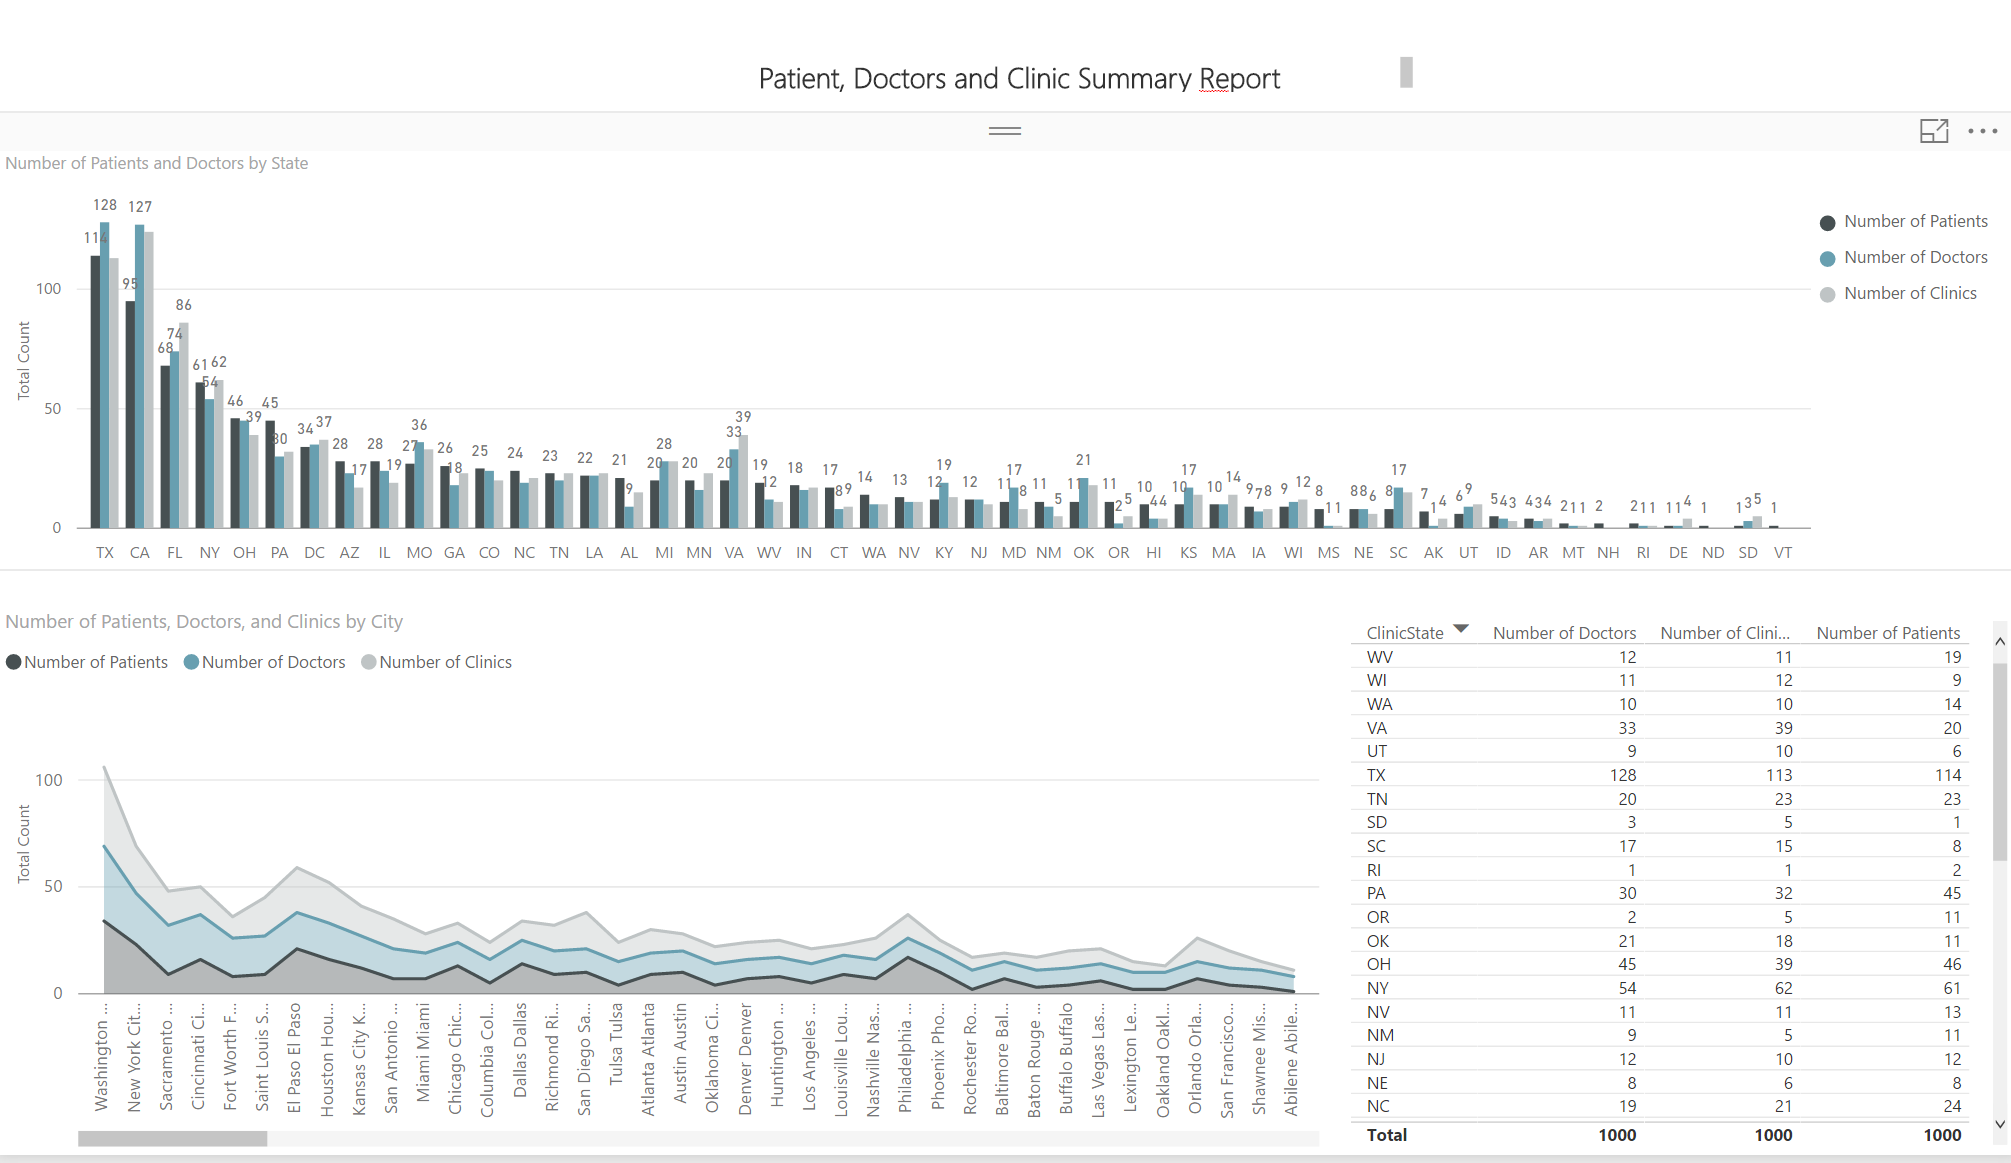 Patient, Doctors and Clinic Summary Report
Number of Patients and Doctors by State
Number of Patients
Number of Doctors
Number of Clinics
Total Count
100
50
0
114 128 95 127 68 74 86 61 54 62 46 39 45 30 34 37 28 17 28 19 27 36 26 18 25 24 23 22 21 9 20 28 20 20 33 39 19 12 18 17 8 9 14 13 12 19 12 11 17 8 11 5 11 21 11 2 5 10 4 4 10 17 10 14 9 7 8 9 12 8 1 1 8 8 6 8 17 7 1 4 6 9 5 4 3 4 3 4 2 1 1 2 2 1 1 1 1 4 1 1 3 5 1
TX CA FL NY OH PA DC AZ IL MO GA CO NC TN LA AL MI MN VA WV IN CT WA NV KY NJ MD NM OK OR HI KS MA IA WI MS NE SC AK UT ID AR MT NH RI DE ND SD VT
Number of Patients, Doctors, and Clinics by City
Number of Patients Number of Doctors Number of Clinics
Total Count
100
50
0
Washington ...
New York Cit...
Sacramento ...
Cincinnati Ci...
Fort Worth F...
Saint Louis S...
El Paso El Paso
Houston Hou...
Kansas City K...
San Antonio ...
Miami Miami
Chicago Chic...
Columbia Col...
Dallas Dallas
Richmond Ri...
San Diego Sa...
Tulsa Tulsa
Atlanta Atlanta
Austin Austin
Oklahoma Ci...
Denver Denver
Huntington ...
Los Angeles ...
Louisville Lou...
Nashville Nas...
Philadelphia ...
Phoenix Pho...
Rochester Ro...
Baltimore Bal...
Baton Rouge ...
Buffalo Buffalo
Las Vegas Las...
Lexington Le...
Oakland Oakl...
Orlando Orla...
San Francisco...
Shawnee Mis...
Abilene Abile...
ClinicState Number of Doctors Number of Clini... Number of Patients
WV 12 11 19
WI 11 12 9
WA 10 10 14
VA 33 39 20
UT 9 10 6
TX 128 113 114
TN 20 23 23
SD 3 5 1
SC 17 15 8
RI 1 1 2
PA 30 32 45
OR 2 5 11
OK 21 18 11
OH 45 39 46
NY 54 62 61
NV 11 11 13
NM 9 5 11
NJ 12 10 12
NE 8 6 8
NC 19 21 24
Total 1000 1000 1000